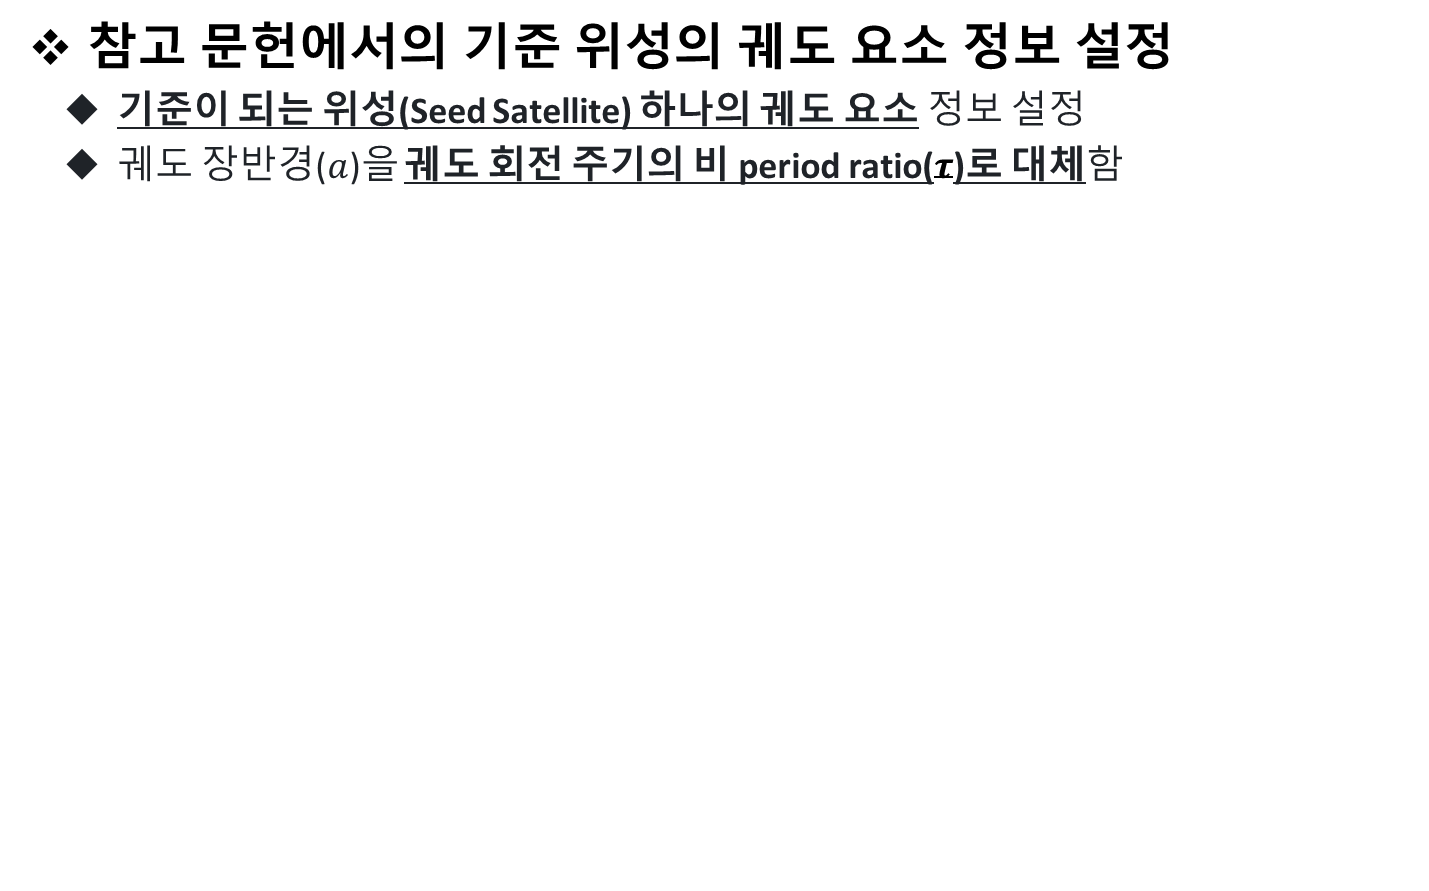 ❖ 참고 문헌에서의 기준 위성의 궤도 요소 정보 설정
◆ 기준이 되는 위성(Seed Satellite) 하나의 궤도 요소 정보 설정
◆ 궤도 장반경(a)을 궤도 회전 주기의 비 period ratio(τ)로 대체함